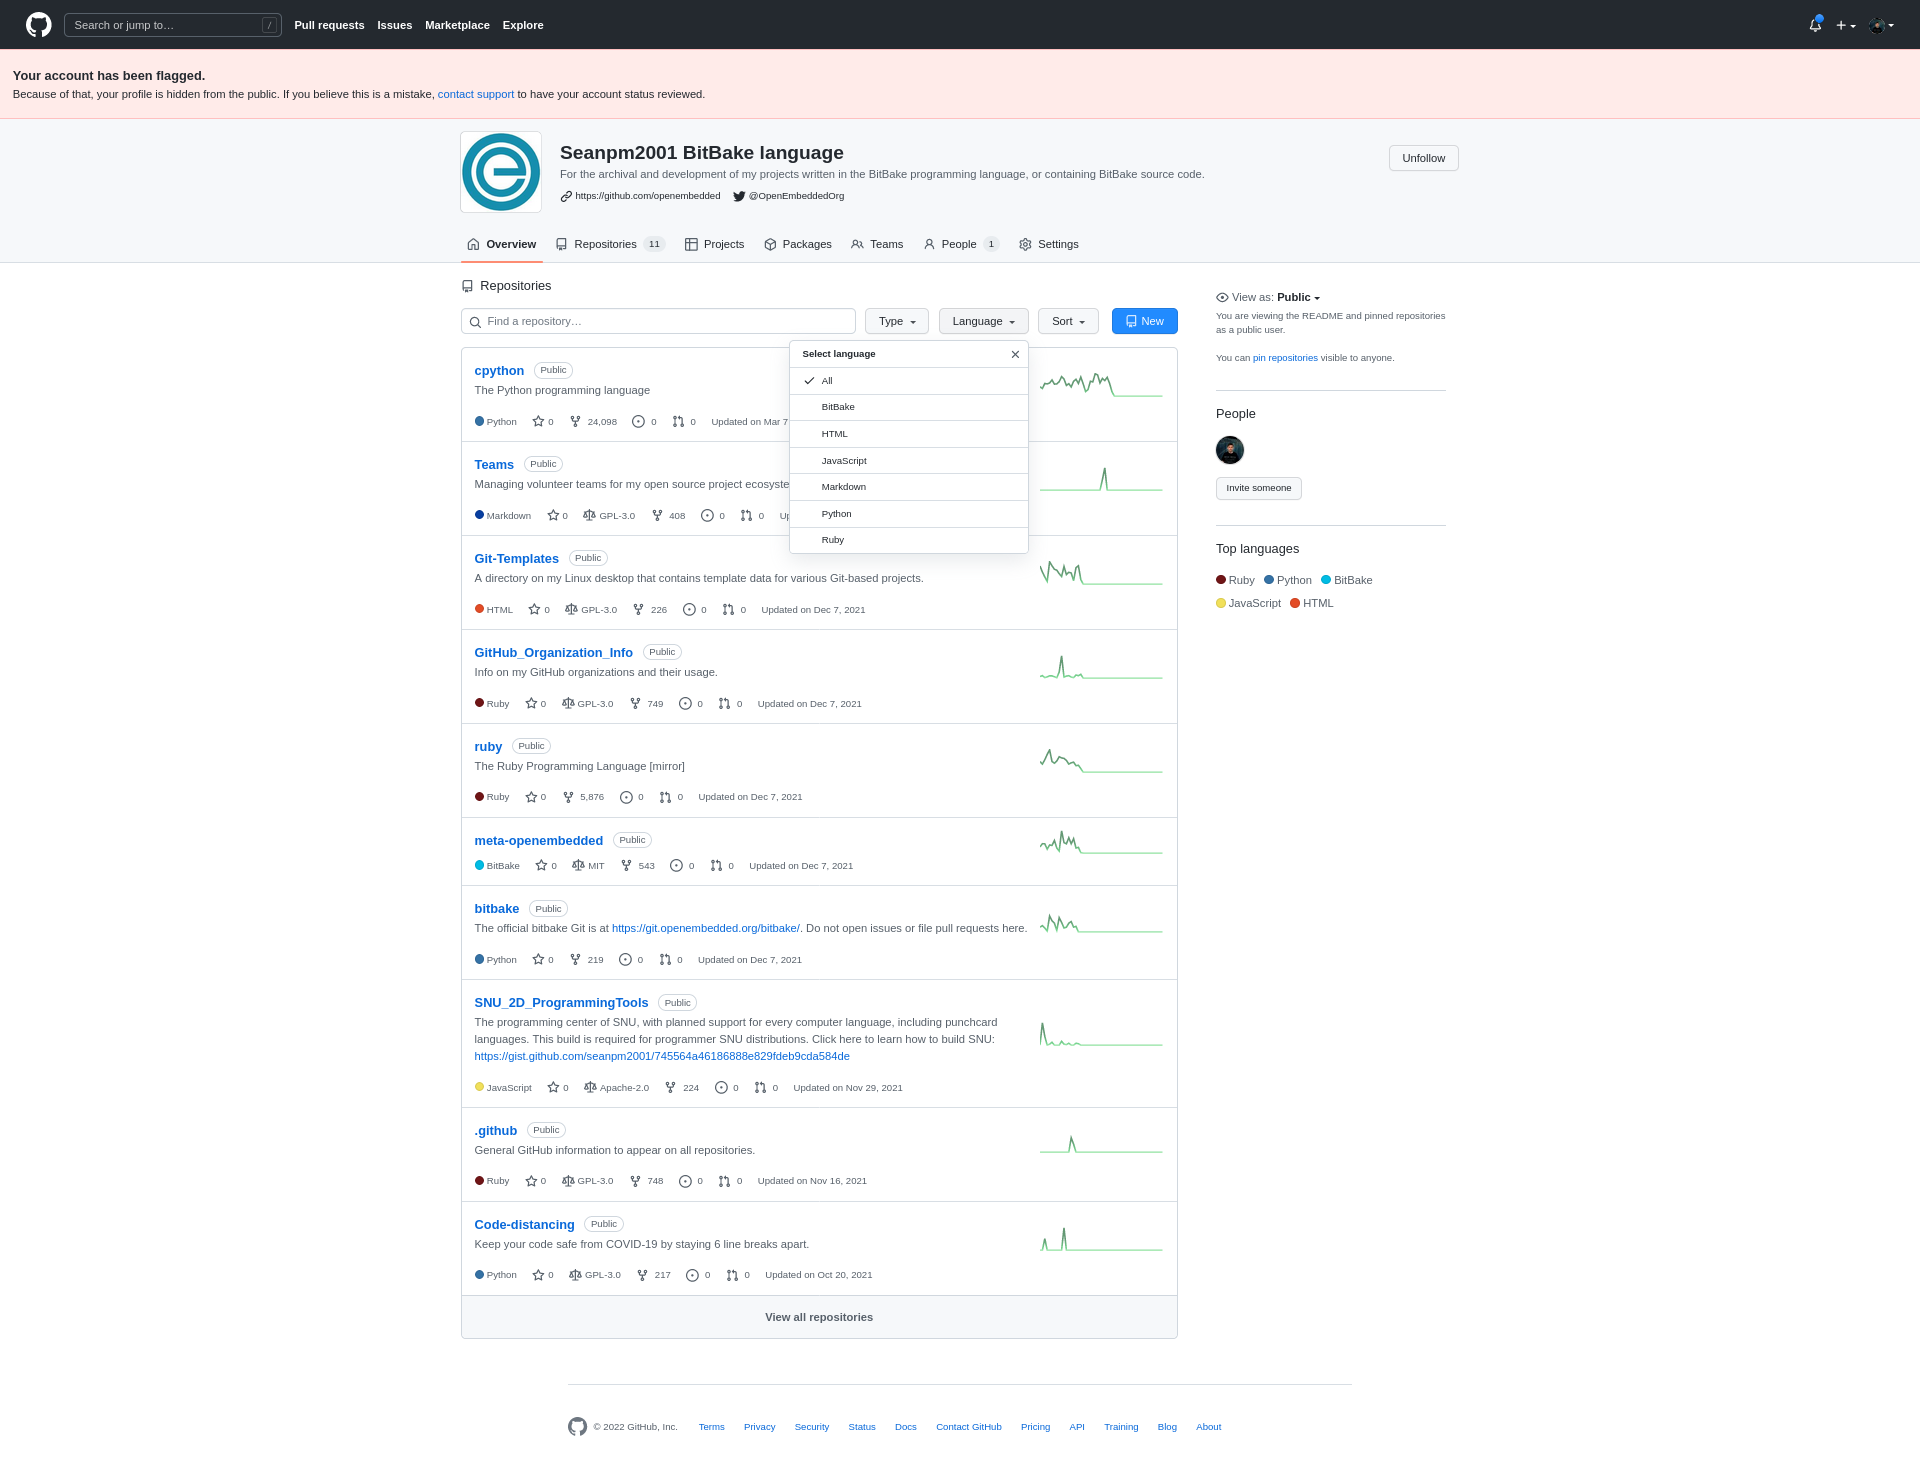 Search or jump to…
/
Pull requests Issues Marketplace Explore
Your account has been flagged.
Because of that, your profile is hidden from the public. If you believe this is a mistake, contact support to have your account status reviewed.
Seanpm2001 BitBake language
Unfollow
For the archival and development of my projects written in the BitBake programming language, or containing BitBake source code.
https://github.com/openembedded @OpenEmbeddedOrg
Overview Repositories 11 Projects Packages Teams People 1 Settings
Repositories
Find a repository…
Type Language Sort New
Select language
All
BitBake
HTML
JavaScript
Markdown
Python
Ruby
cpython Public
The Python programming language
Python 0 24,098 0 0 Updated on Mar 7
Teams Public
Managing volunteer teams for my open source project ecosyste
Markdown 0 GPL-3.0 408 0 0 Up
Git-Templates Public
A directory on my Linux desktop that contains template data for various Git-based projects.
HTML 0 GPL-3.0 226 0 0 Updated on Dec 7, 2021
GitHub_Organization_Info Public
Info on my GitHub organizations and their usage.
Ruby 0 GPL-3.0 749 0 0 Updated on Dec 7, 2021
ruby Public
The Ruby Programming Language [mirror]
Ruby 0 5,876 0 0 Updated on Dec 7, 2021
meta-openembedded Public
BitBake 0 MIT 543 0 0 Updated on Dec 7, 2021
bitbake Public
The official bitbake Git is at https://git.openembedded.org/bitbake/. Do not open issues or file pull requests here.
Python 0 219 0 0 Updated on Dec 7, 2021
SNU_2D_ProgrammingTools Public
The programming center of SNU, with planned support for every computer language, including punchcard
languages. This build is required for programmer SNU distributions. Click here to learn how to build SNU:
https://gist.github.com/seanpm2001/745564a46186888e829fdeb9cda584de
JavaScript 0 Apache-2.0 224 0 0 Updated on Nov 29, 2021
.github Public
General GitHub information to appear on all repositories.
Ruby 0 GPL-3.0 748 0 0 Updated on Nov 16, 2021
Code-distancing Public
Keep your code safe from COVID-19 by staying 6 line breaks apart.
Python 0 GPL-3.0 217 0 0 Updated on Oct 20, 2021
View all repositories
View as: Public
You are viewing the README and pinned repositories
as a public user.
You can pin repositories visible to anyone.
People
Invite someone
Top languages
Ruby Python BitBake
JavaScript HTML
© 2022 GitHub, Inc. Terms Privacy Security Status Docs Contact GitHub Pricing API Training Blog About